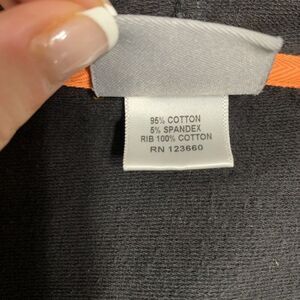 95% COTTON
5% SPANDEX
RIB 100% COTTON
RN 123660